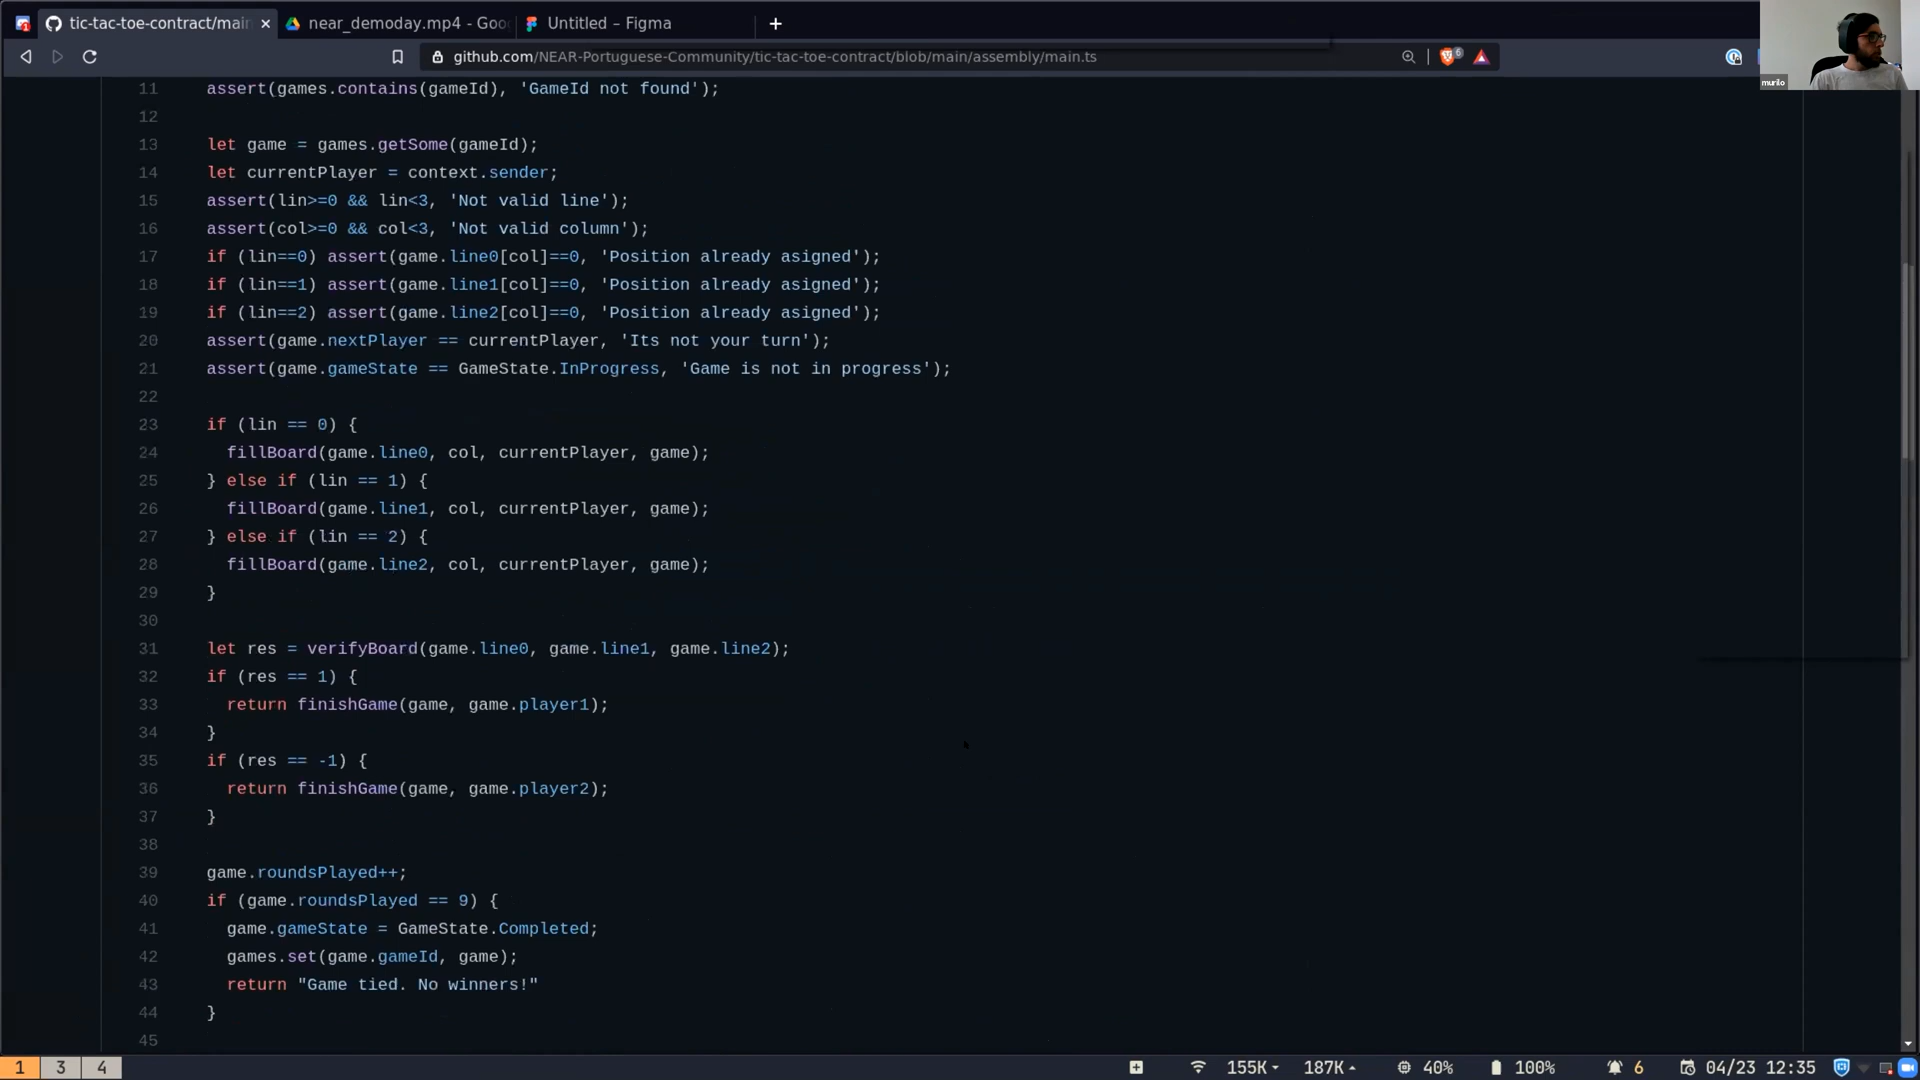 tic-tac-toe-contract/main
near_demoday.mp4 - Goo
Untitled – Figma
github.com/NEAR-Portuguese-Community/tic-tac-toe-contract/blob/main/assembly/main.ts
6
murilo
11 assert(games.contains(gameId), 'GameId not found');
12
13 let game = games.getSome(gameId);
14 let currentPlayer = context.sender;
15 assert(lin>=0 && lin<3, 'Not valid line');
16 assert(col>=0 && col<3, 'Not valid column');
17 if (lin==0) assert(game.line0[col]==0, 'Position already asigned');
18 if (lin==1) assert(game.line1[col]==0, 'Position already asigned');
19 if (lin==2) assert(game.line2[col]==0, 'Position already asigned');
20 assert(game.nextPlayer == currentPlayer, 'Its not your turn');
21 assert(game.gameState == GameState.InProgress, 'Game is not in progress');
22
23 if (lin == 0) {
24 fillBoard(game.line0, col, currentPlayer, game);
25 } else if (lin == 1) {
26 fillBoard(game.line1, col, currentPlayer, game);
27 } else if (lin == 2) {
28 fillBoard(game.line2, col, currentPlayer, game);
29 }
30
31 let res = verifyBoard(game.line0, game.line1, game.line2);
32 if (res == 1) {
33 return finishGame(game, game.player1);
34 }
35 if (res == -1) {
36 return finishGame(game, game.player2);
37 }
38
39 game.roundsPlayed++;
40 if (game.roundsPlayed == 9) {
41 game.gameState = GameState.Completed;
42 games.set(game.gameId, game);
43 return "Game tied. No winners!"
44 }
45
1 3 4 155K 187K 40% 100% 6 04/23 12:35